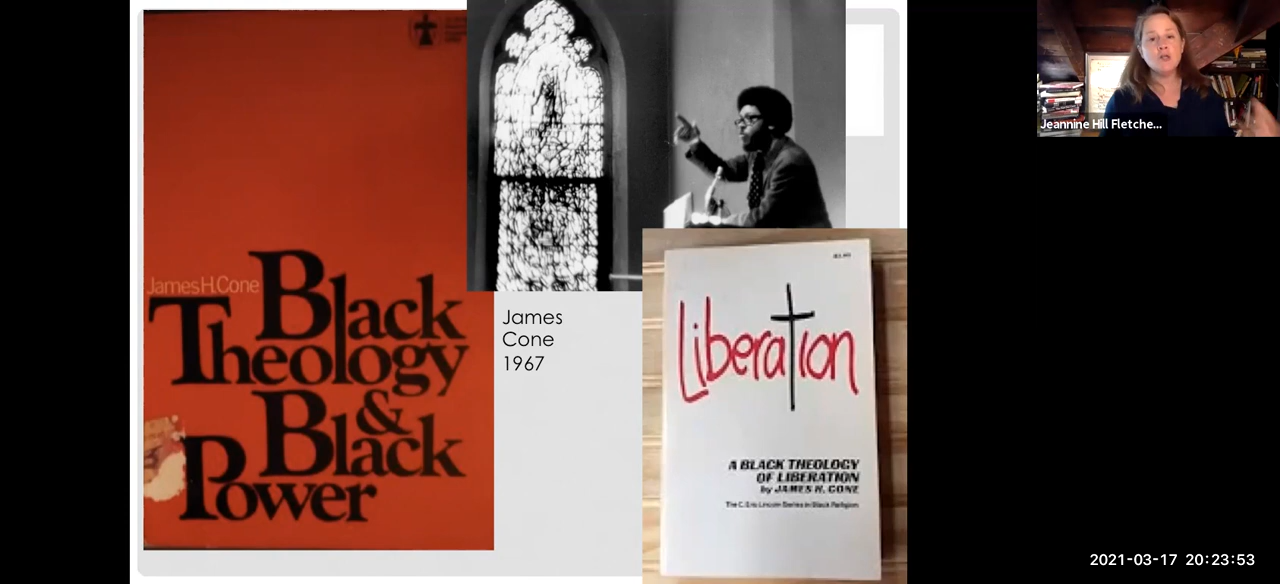 James H. Cone
Black
Theology
& Black
Power
James
Cone
1967
Liberation
A BLACK THEOLOGY
OF LIBERATION
by JAMES H. CONE
The C. Eric Lincoln Series in Black Religion
Jeannine Hill Fletche...
2021-03-17 20:23:53